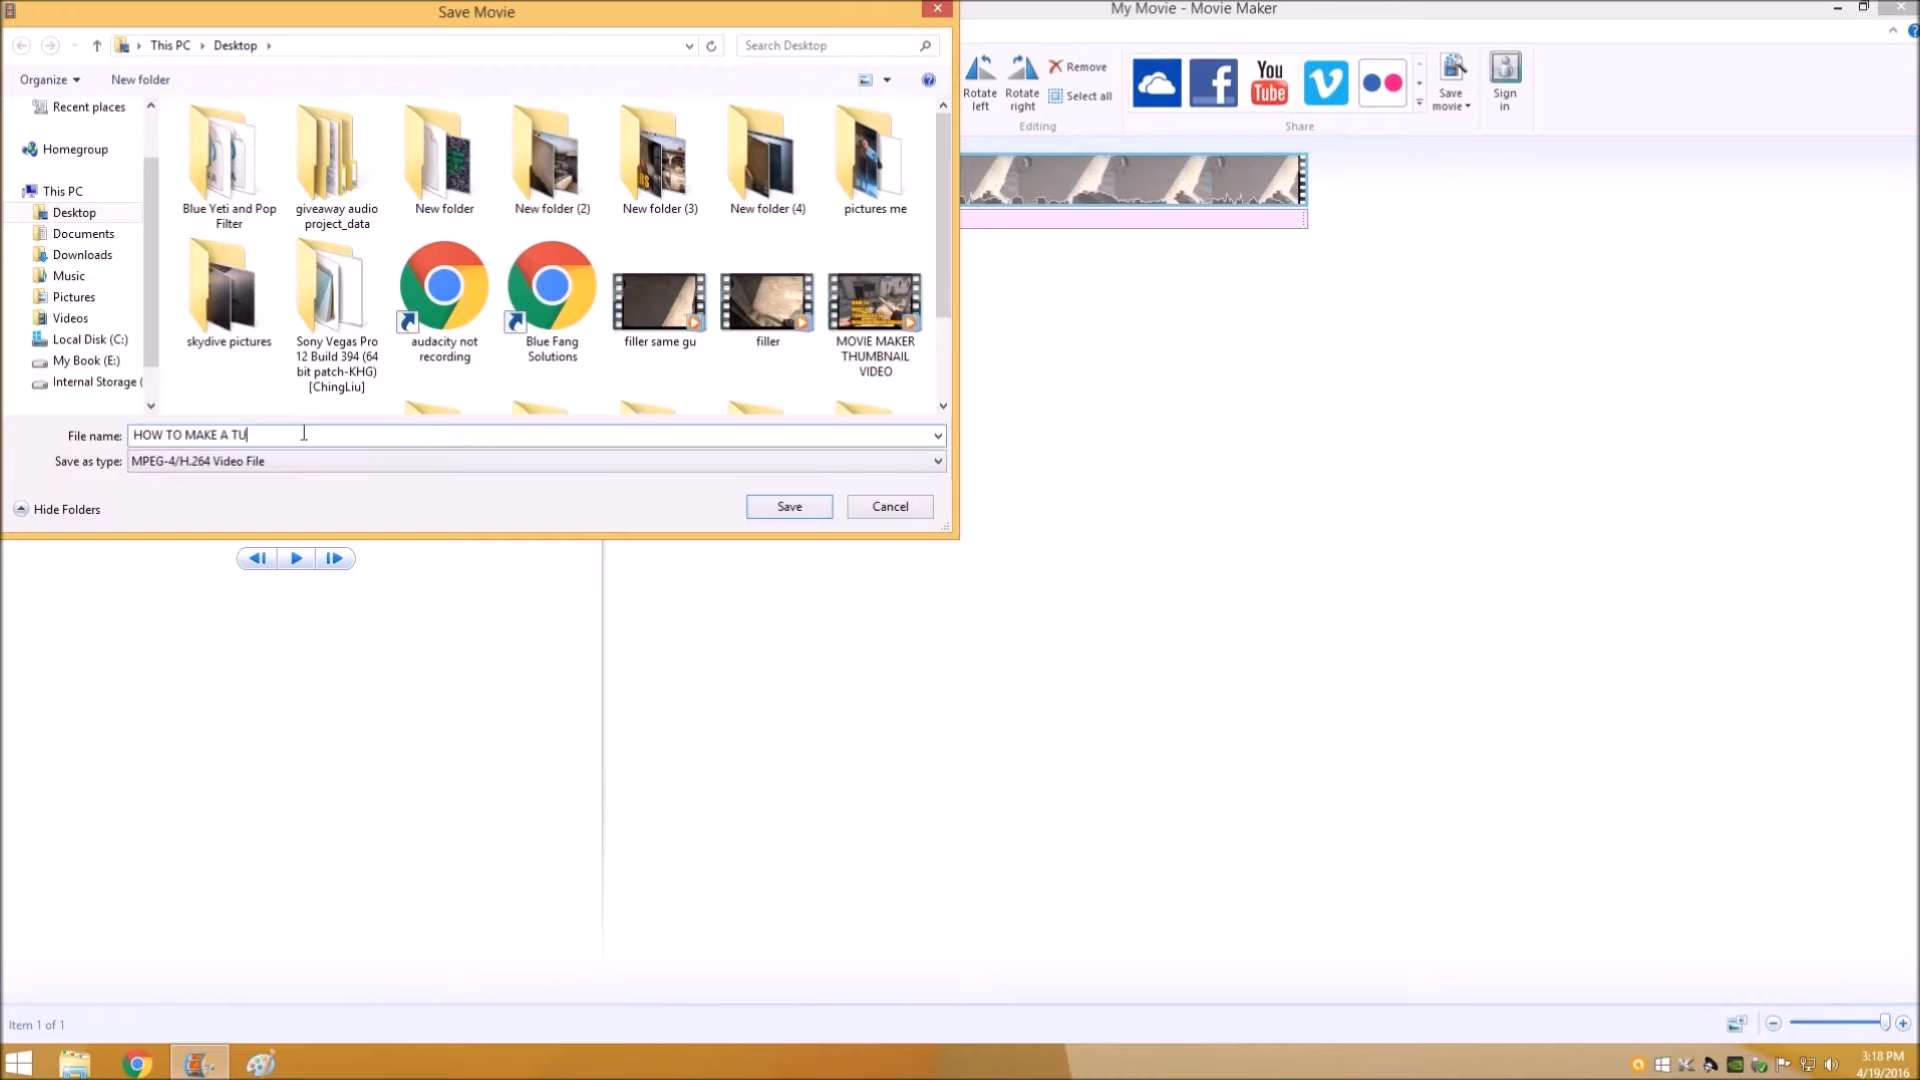 Save Movie
My Movie - Movie Maker
This PC
Desktop
Search Desktop
Organize
New folder
Remove
Select all
Rotate left
Rotate right
Editing
You
Tube
Share
Save movie
Sign in
Recent places
Homegroup
This PC
Desktop
Documents
Downloads
Music
Pictures
Videos
Local Disk (C:)
My Book (E:)
Internal Storage (
Blue Yeti and Pop Filter
giveaway audio project_data
New folder
New folder (2)
New folder (3)
New folder (4)
pictures me
skydive pictures
Sony Vegas Pro 12 Build 394 (64 bit patch-KHG) [ChingLiu]
audacity not recording
Blue Fang Solutions
filler same gu
filler
MOVIE MAKER THUMBNAIL VIDEO
File name: HOW TO MAKE A TU
Save as type: MPEG-4/H.264 Video File
Hide Folders
Save
Cancel
Item 1 of 1
3:18 PM
4/19/2016